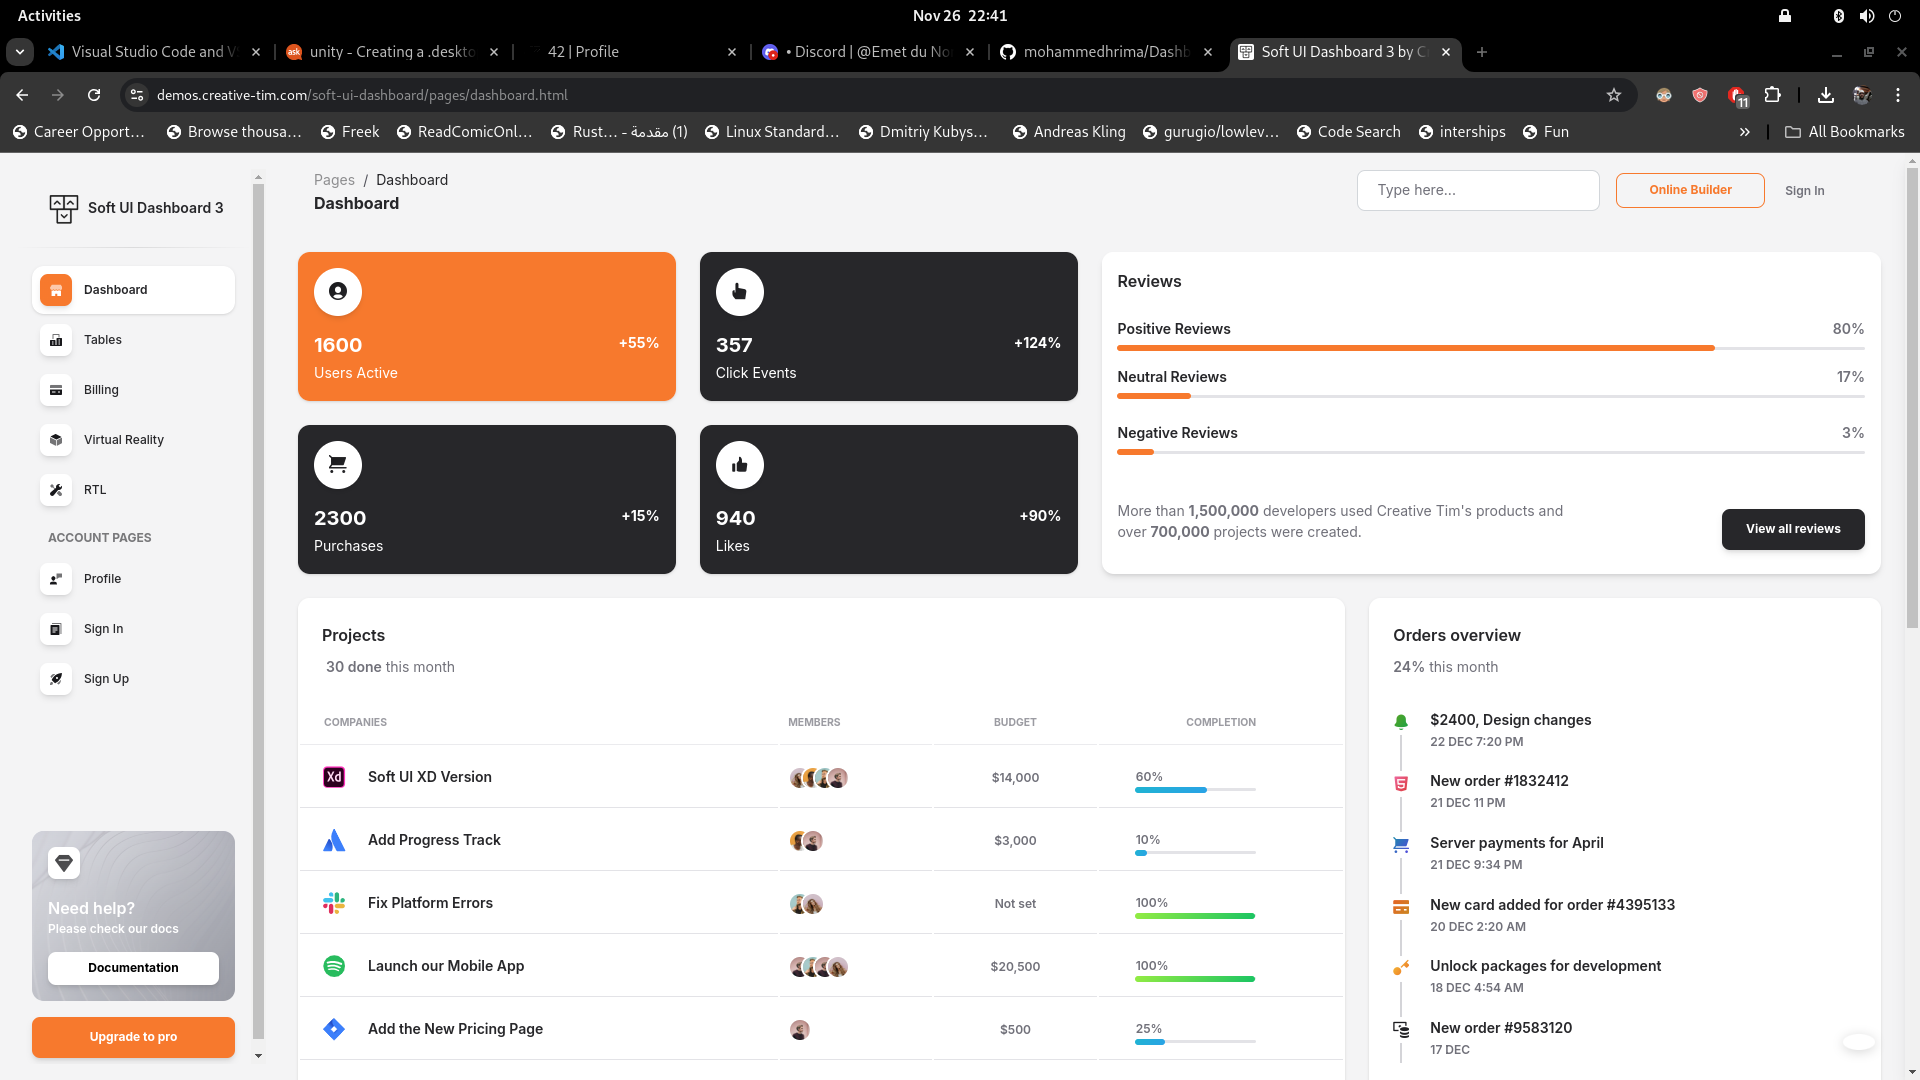 Activities
Nov 26 22:41
Visual Studio Code and V
unity - Creating a .deskto
42 | Profile
• Discord | @Emet du No
mohammedhrima/Dashb
Soft UI Dashboard 3 by C
demos.creative-tim.com/soft-ui-dashboard/pages/dashboard.html
11
Career Opport...
Browse thousa...
Freek
ReadComicOnl...
Rust... - مقدمة (1)
Linux Standard...
Dmitriy Kubys...
Andreas Kling
gurugio/lowlev...
Code Search
interships
Fun
»
All Bookmarks
Soft UI Dashboard 3
Dashboard
Tables
Billing
Virtual Reality
RTL
ACCOUNT PAGES
Profile
Sign In
Sign Up
Need help?
Please check our docs
Documentation
Upgrade to pro
Pages / Dashboard
Dashboard
Type here...
Online Builder
Sign In
1600
+55%
Users Active
357
+124%
Click Events
2300
+15%
Purchases
940
+90%
Likes
Reviews
Positive Reviews 80%
Neutral Reviews 17%
Negative Reviews 3%
More than 1,500,000 developers used Creative Tim's products and
over 700,000 projects were created.
View all reviews
Projects
30 done this month
COMPANIES MEMBERS BUDGET COMPLETION
Xd Soft UI XD Version $14,000 60%
Add Progress Track $3,000 10%
Fix Platform Errors Not set 100%
Launch our Mobile App $20,500 100%
Add the New Pricing Page $500 25%
Orders overview
24% this month
$2400, Design changes
22 DEC 7:20 PM
New order #1832412
21 DEC 11 PM
Server payments for April
21 DEC 9:34 PM
New card added for order #4395133
20 DEC 2:20 AM
Unlock packages for development
18 DEC 4:54 AM
New order #9583120
17 DEC